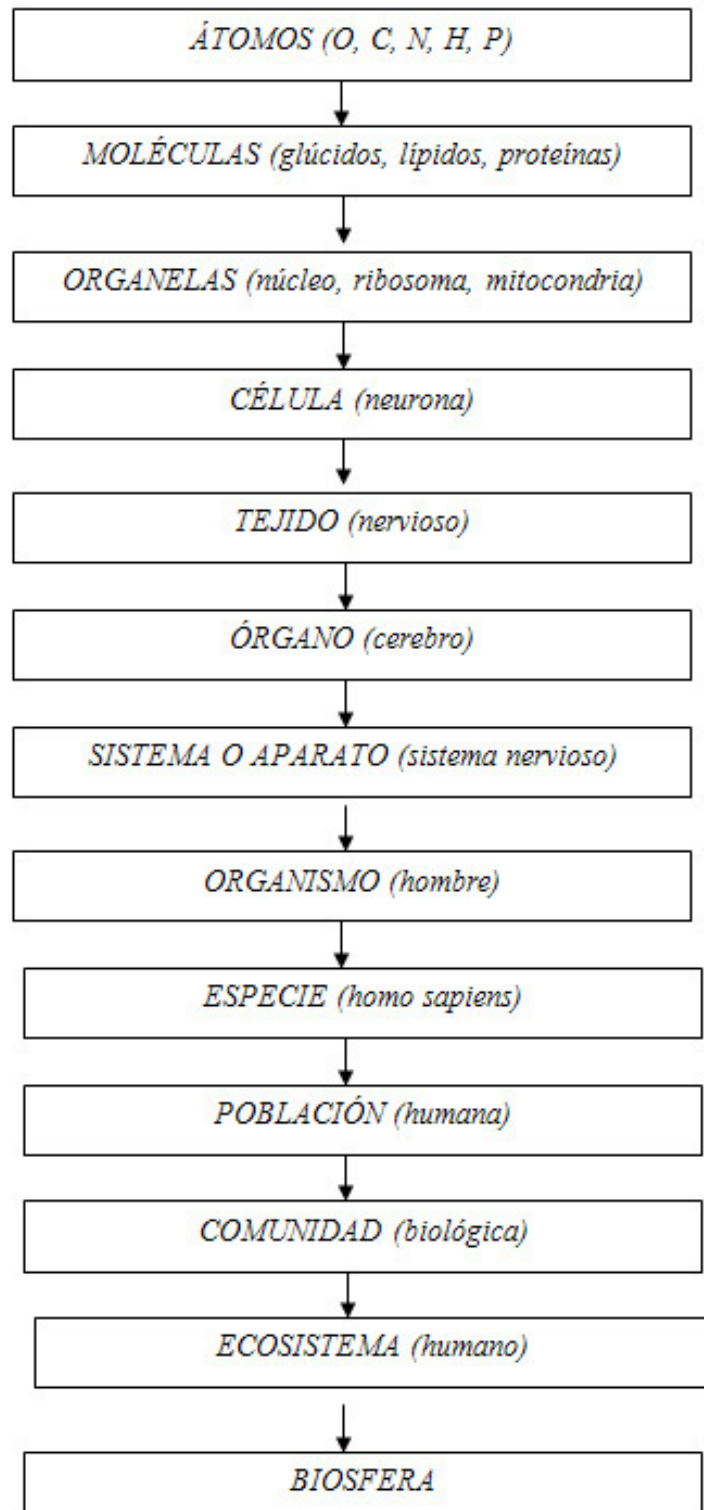 ÁTOMOS (O, C, N, H, P)
MOLÉCULAS (glúcidos, lípidos, proteínas)
ORGANELAS (núcleo, ribosoma, mitocondria)
CÉLULA (neurona)
TEJIDO (nervioso)
ÓRGANO (cerebro)
SISTEMA O APARATO (sistema nervioso)
ORGANISMO (hombre)
ESPECIE (homo sapiens)
POBLACIÓN (humana)
COMUNIDAD (biológica)
ECOSISTEMA (humano)
BIOSFERA